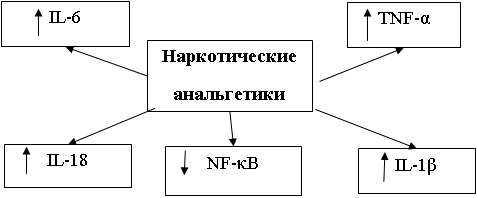 ↑ IL-6
↑ TNF-α
Наркотические
анальгетики
↑ IL-18
↓ NF-κB
↑ IL-1β